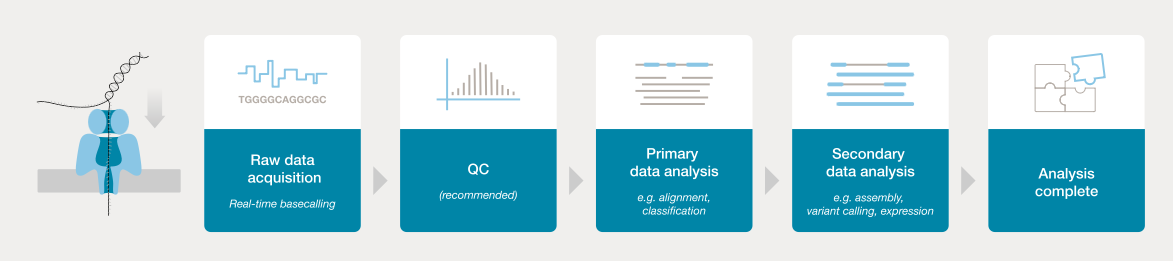 TGGGGCAGGCGC
Raw data
acquisition
Real-time basecalling
QC
(recommended)
Primary
data analysis
e.g. alignment,
classification
Secondary
data analysis
e.g. assembly,
variant calling, expression
Analysis
complete